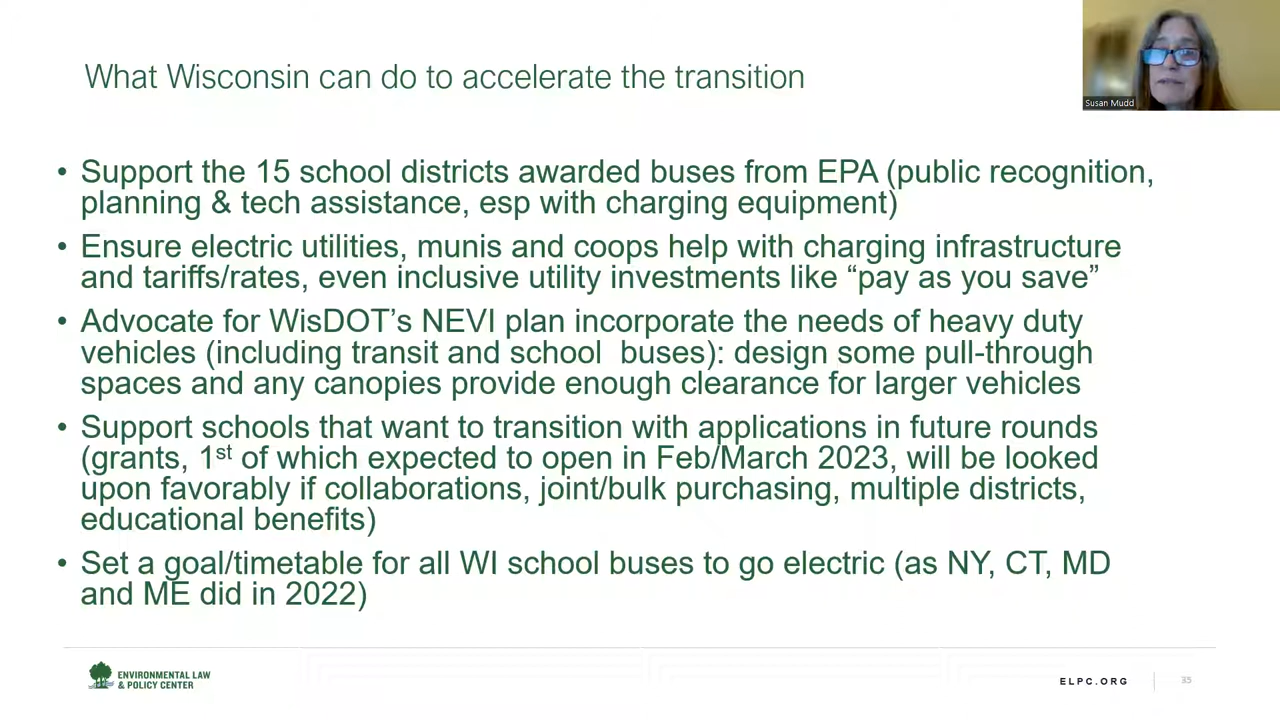 What Wisconsin can do to accelerate the transition
Susan Mudd
• Support the 15 school districts awarded buses from EPA (public recognition,
planning & tech assistance, esp with charging equipment)
• Ensure electric utilities, munis and coops help with charging infrastructure
and tariffs/rates, even inclusive utility investments like “pay as you save”
• Advocate for WisDOT’s NEVI plan incorporate the needs of heavy duty
vehicles (including transit and school buses): design some pull-through
spaces and any canopies provide enough clearance for larger vehicles
• Support schools that want to transition with applications in future rounds
(grants, 1st of which expected to open in Feb/March 2023, will be looked
upon favorably if collaborations, joint/bulk purchasing, multiple districts,
educational benefits)
• Set a goal/timetable for all WI school buses to go electric (as NY, CT, MD
and ME did in 2022)
ENVIRONMENTAL LAW
& POLICY CENTER
ELPC.ORG
35